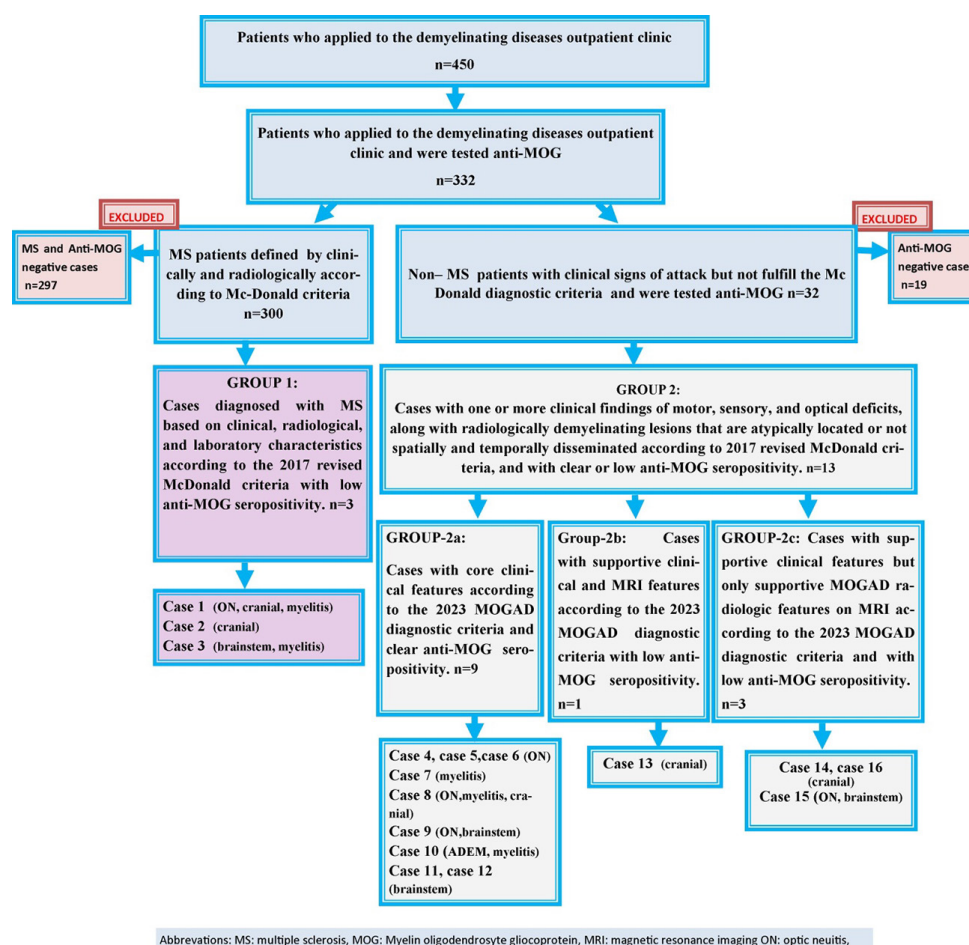 Patients who applied to the demyelinating diseases outpatient clinic
n=450
Patients who applied to the demyelinating diseases outpatient
clinic and were tested anti-MOG
n=332
EXCLUDED
EXCLUDED
MS and Anti-MOG
negative cases
n=297
MS patients defined by clini-
cally and radiologically accor-
ding to Mc-Donald criteria
n=300
Non– MS patients with clinical signs of attack but not fulfill the Mc
Donald diagnostic criteria and were tested anti-MOG n=32
Anti-MOG
negative cases
n=19
GROUP 1:
Cases diagnosed with MS
based on clinical, radiological,
and laboratory characteristics
according to the 2017 revised
McDonald criteria with low
anti-MOG seropositivity. n=3
GROUP 2:
Cases with one or more clinical findings of motor, sensory, and optical deficits,
along with radiologically demyelinating lesions that are atypically located or not
spatially and temporally disseminated according to 2017 revised McDonald cri-
teria, and with clear or low anti-MOG seropositivity. n=13
GROUP-2a:
Cases with core clinical
features according to
the 2023 MOGAD
diagnostic criteria and
clear anti-MOG sero-
positivity. n=9
Group-2b: Cases
with supportive clini-
cal and MRI features
according to the 2023
MOGAD diagnostic
criteria with low anti-
MOG seropositivity.
n=1
GROUP-2c: Cases with sup-
portive clinical features but
only supportive MOGAD ra-
diologic features on MRI ac-
cording to the 2023 MOGAD
diagnostic criteria and with
low anti-MOG seropositivity.
n=3
Case 1 (ON, cranial, myelitis)
Case 2 (cranial)
Case 3 (brainstem, myelitis)
Case 4, case 5,case 6 (ON)
Case 7 (myelitis)
Case 8 (ON,myelitis, cra-
nial)
Case 9 (ON,brainstem)
Case 10 (ADEM, myelitis)
Case 11, case 12
(brainstem)
Case 13 (cranial)
Case 14, case 16
(cranial)
Case 15 (ON, brainstem)
Abbrevations: MS: multiple sclerosis, MOG: Myelin oligodendrosyte gliocoprotein, MRI: magnetic resonance imaging ON: optic neuitis,